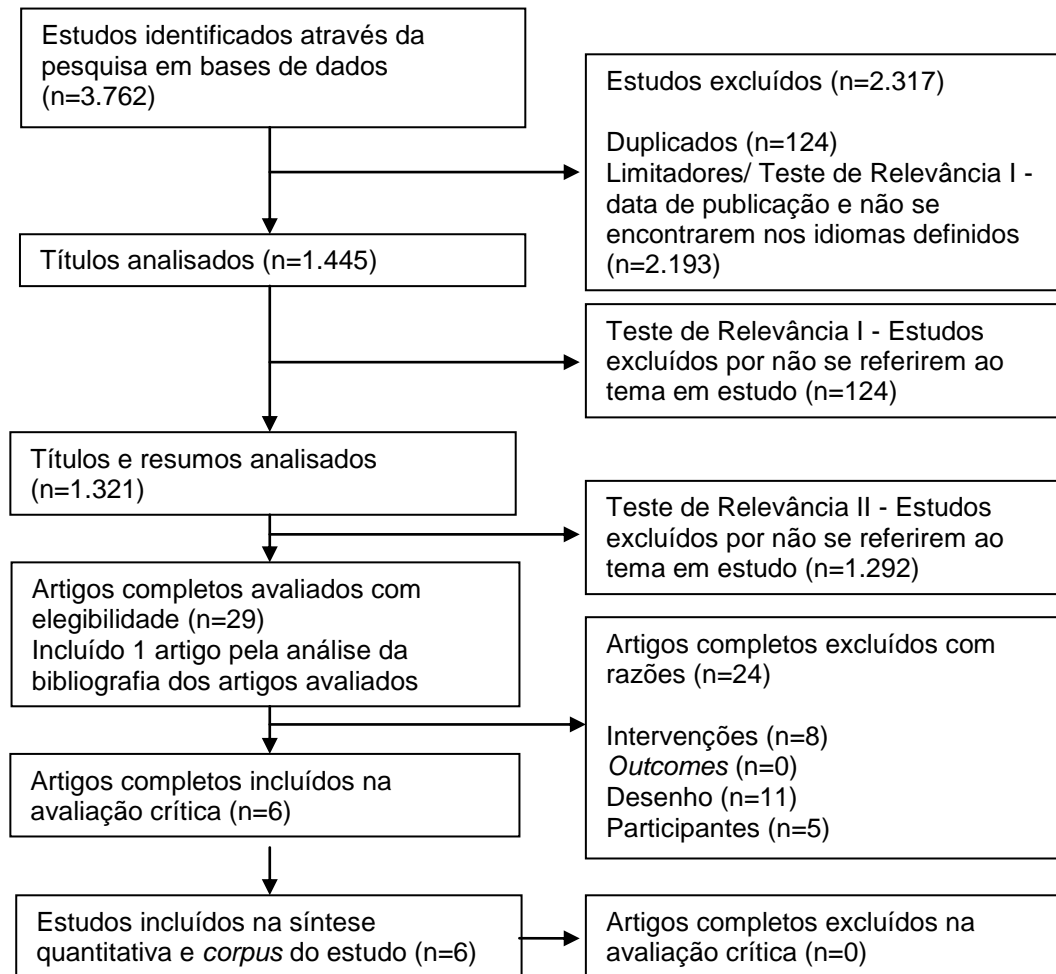 Estudos identificados através da
pesquisa em bases de dados
(n=3.762)
Estudos excluídos (n=2.317)
Duplicados (n=124)
Limitadores/ Teste de Relevância I -
data de publicação e não se
encontrarem nos idiomas definidos
(n=2.193)
Títulos analisados (n=1.445)
Teste de Relevância I - Estudos
excluídos por não se referirem ao
tema em estudo (n=124)
Títulos e resumos analisados
(n=1.321)
Teste de Relevância II - Estudos
excluídos por não se referirem ao
tema em estudo (n=1.292)
Artigos completos avaliados com
elegibilidade (n=29)
Incluído 1 artigo pela análise da
bibliografia dos artigos avaliados
Artigos completos excluídos com
razões (n=24)
Intervenções (n=8)
Outcomes (n=0)
Desenho (n=11)
Participantes (n=5)
Artigos completos incluídos na
avaliação crítica (n=6)
Estudos incluídos na síntese
quantitativa e corpus do estudo (n=6)
Artigos completos excluídos na
avaliação crítica (n=0)